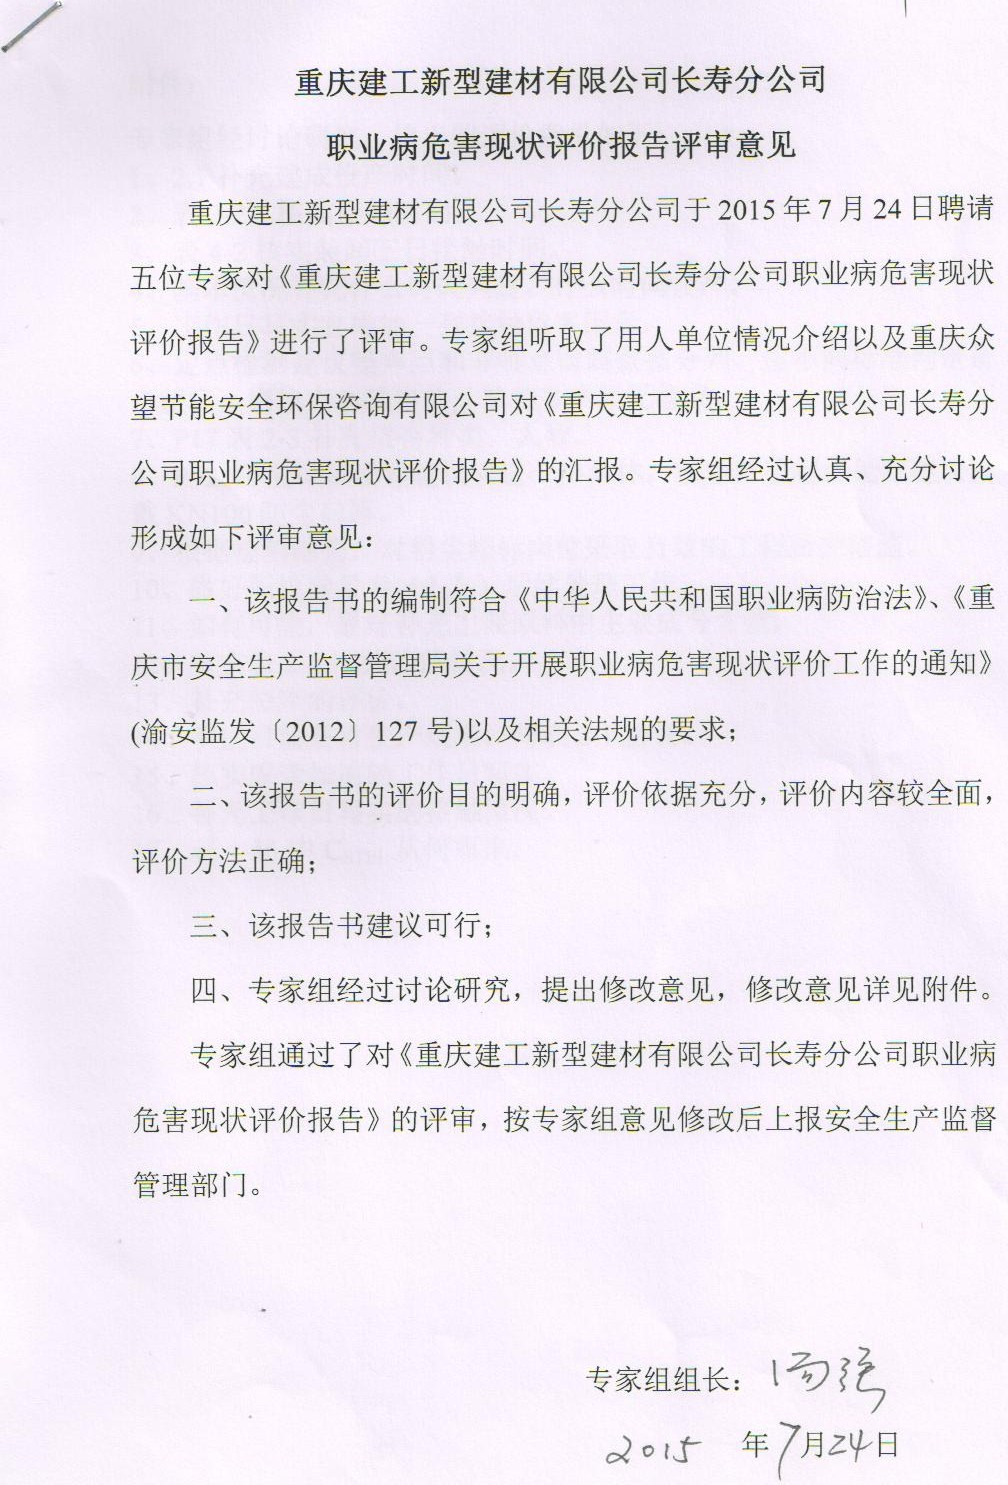 重庆建工新型建材有限公司长寿分公司
职业病危害现状评价报告评审意见
重庆建工新型建材有限公司长寿分公司于2015年7月24日聘请
五位专家对《重庆建工新型建材有限公司长寿分公司职业病危害现状
评价报告》进行了评审。专家组听取了用人单位情况介绍以及重庆众
望节能安全环保咨询有限公司对《重庆建工新型建材有限公司长寿分
公司职业病危害现状评价报告》的汇报。专家组经过认真、充分讨论
形成如下评审意见：
一、该报告书的编制符合《中华人民共和国职业病防治法》、《重
庆市安全生产监督管理局关于开展职业病危害现状评价工作的通知》
(渝安监发〔2012〕127号)以及相关法规的要求；
二、该报告书的评价目的明确，评价依据充分，评价内容较全面，
评价方法正确；
三、该报告书建议可行；
四、专家组经过讨论研究，提出修改意见，修改意见详见附件。
专家组通过了对《重庆建工新型建材有限公司长寿分公司职业病
危害现状评价报告》的评审，按专家组意见修改后上报安全生产监督
管理部门。
专家组组长：汤强
2015 年7月24日